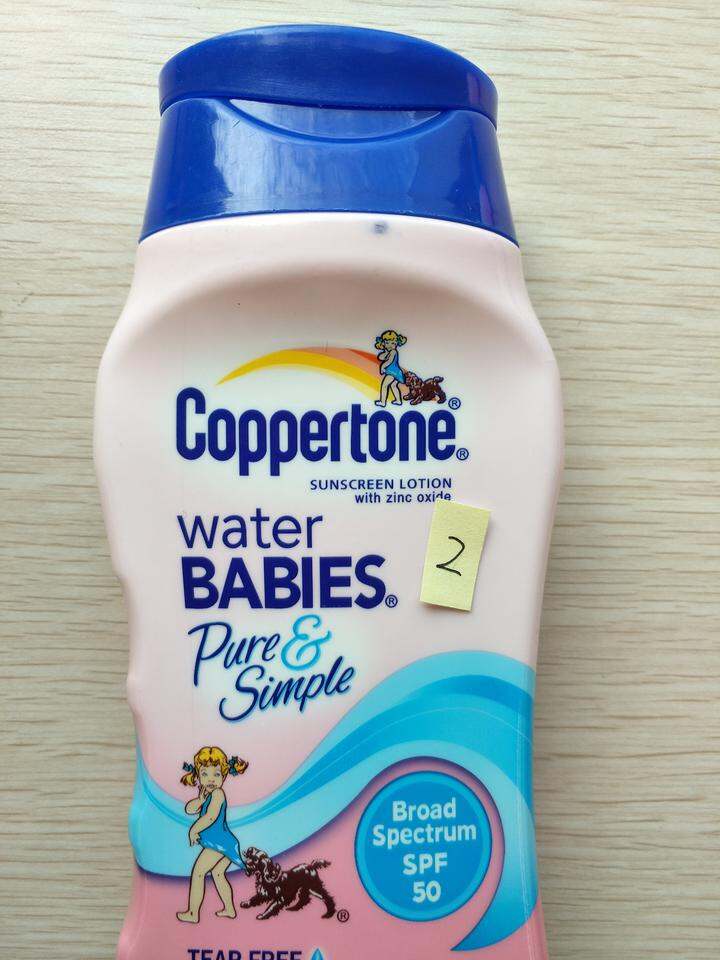 Coppertone®
SUNSCREEN LOTION
with zinc oxide
water
BABIES®
2
Pure &
Simple
Broad
Spectrum
SPF
50
TEAR FREE